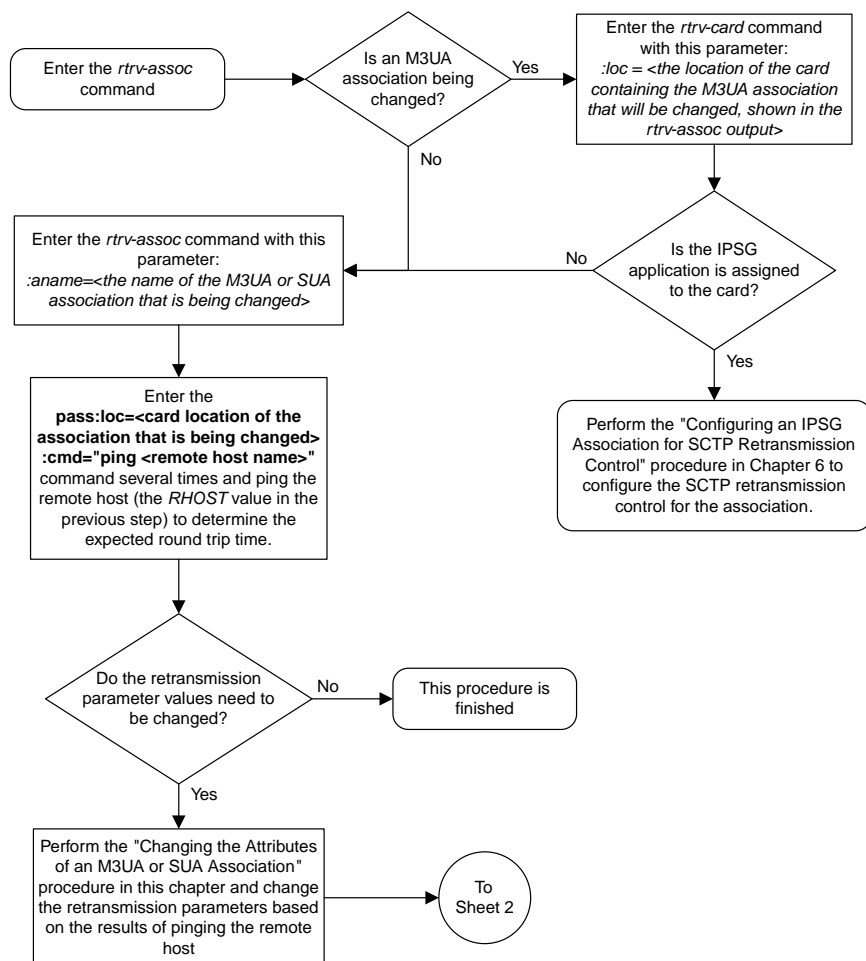 Enter the rtrv-assoc
command
Is an M3UA
association being
changed?
Yes
Enter the rtrv-card command
with this parameter:
:loc = <the location of the card
containing the M3UA association
that will be changed, shown in the
rtrv-assoc output>
No
Enter the rtrv-assoc command with this
parameter:
:aname=<the name of the M3UA or SUA
association that is being changed>
No
Is the IPSG
application is assigned
to the card?
Yes
Enter the
pass:loc=<card location of the
association that is being changed>
:cmd="ping <remote host name>"
command several times and ping the
remote host (the RHOST value in the
previous step) to determine the
expected round trip time.
Perform the "Configuring an IPSG
Association for SCTP Retransmission
Control" procedure in Chapter 6 to
configure the SCTP retransmission
control for the association.
Do the retransmission
parameter values need to
be changed?
No
This procedure is
finished
Yes
Perform the "Changing the Attributes
of an M3UA or SUA Association"
procedure in this chapter and change
the retransmission parameters based
on the results of pinging the remote
host
To
Sheet 2